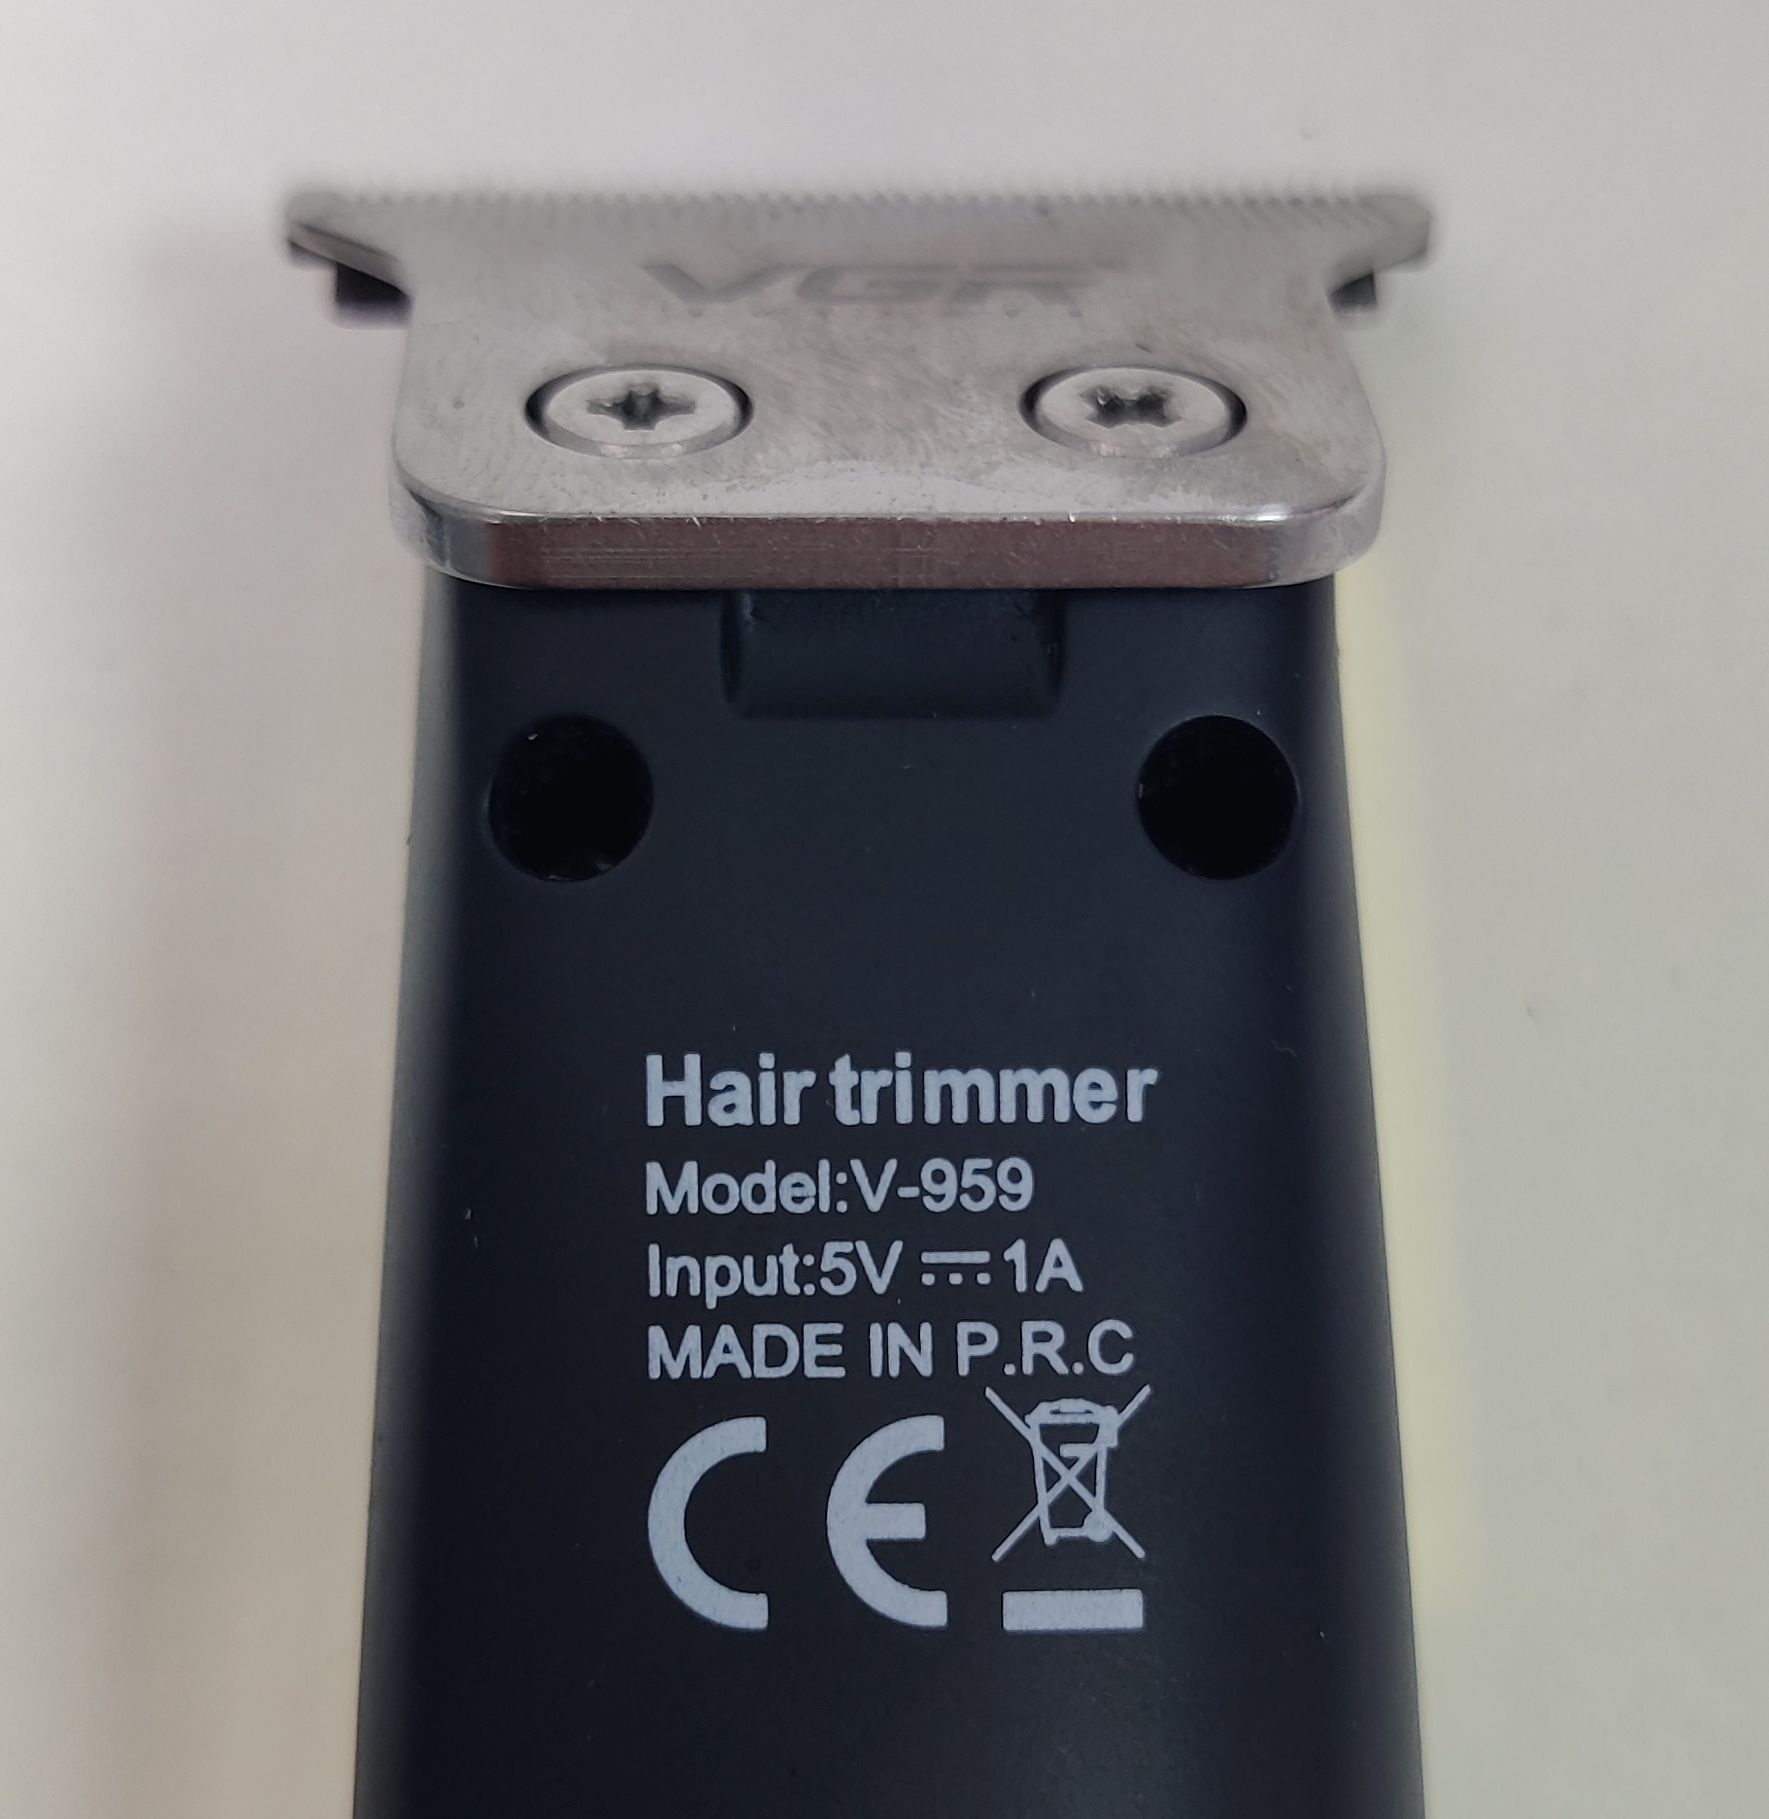 VGR
Hair trimmer
Model:V-959
Input:5V ⎓ 1A
MADE IN P.R.C
CE